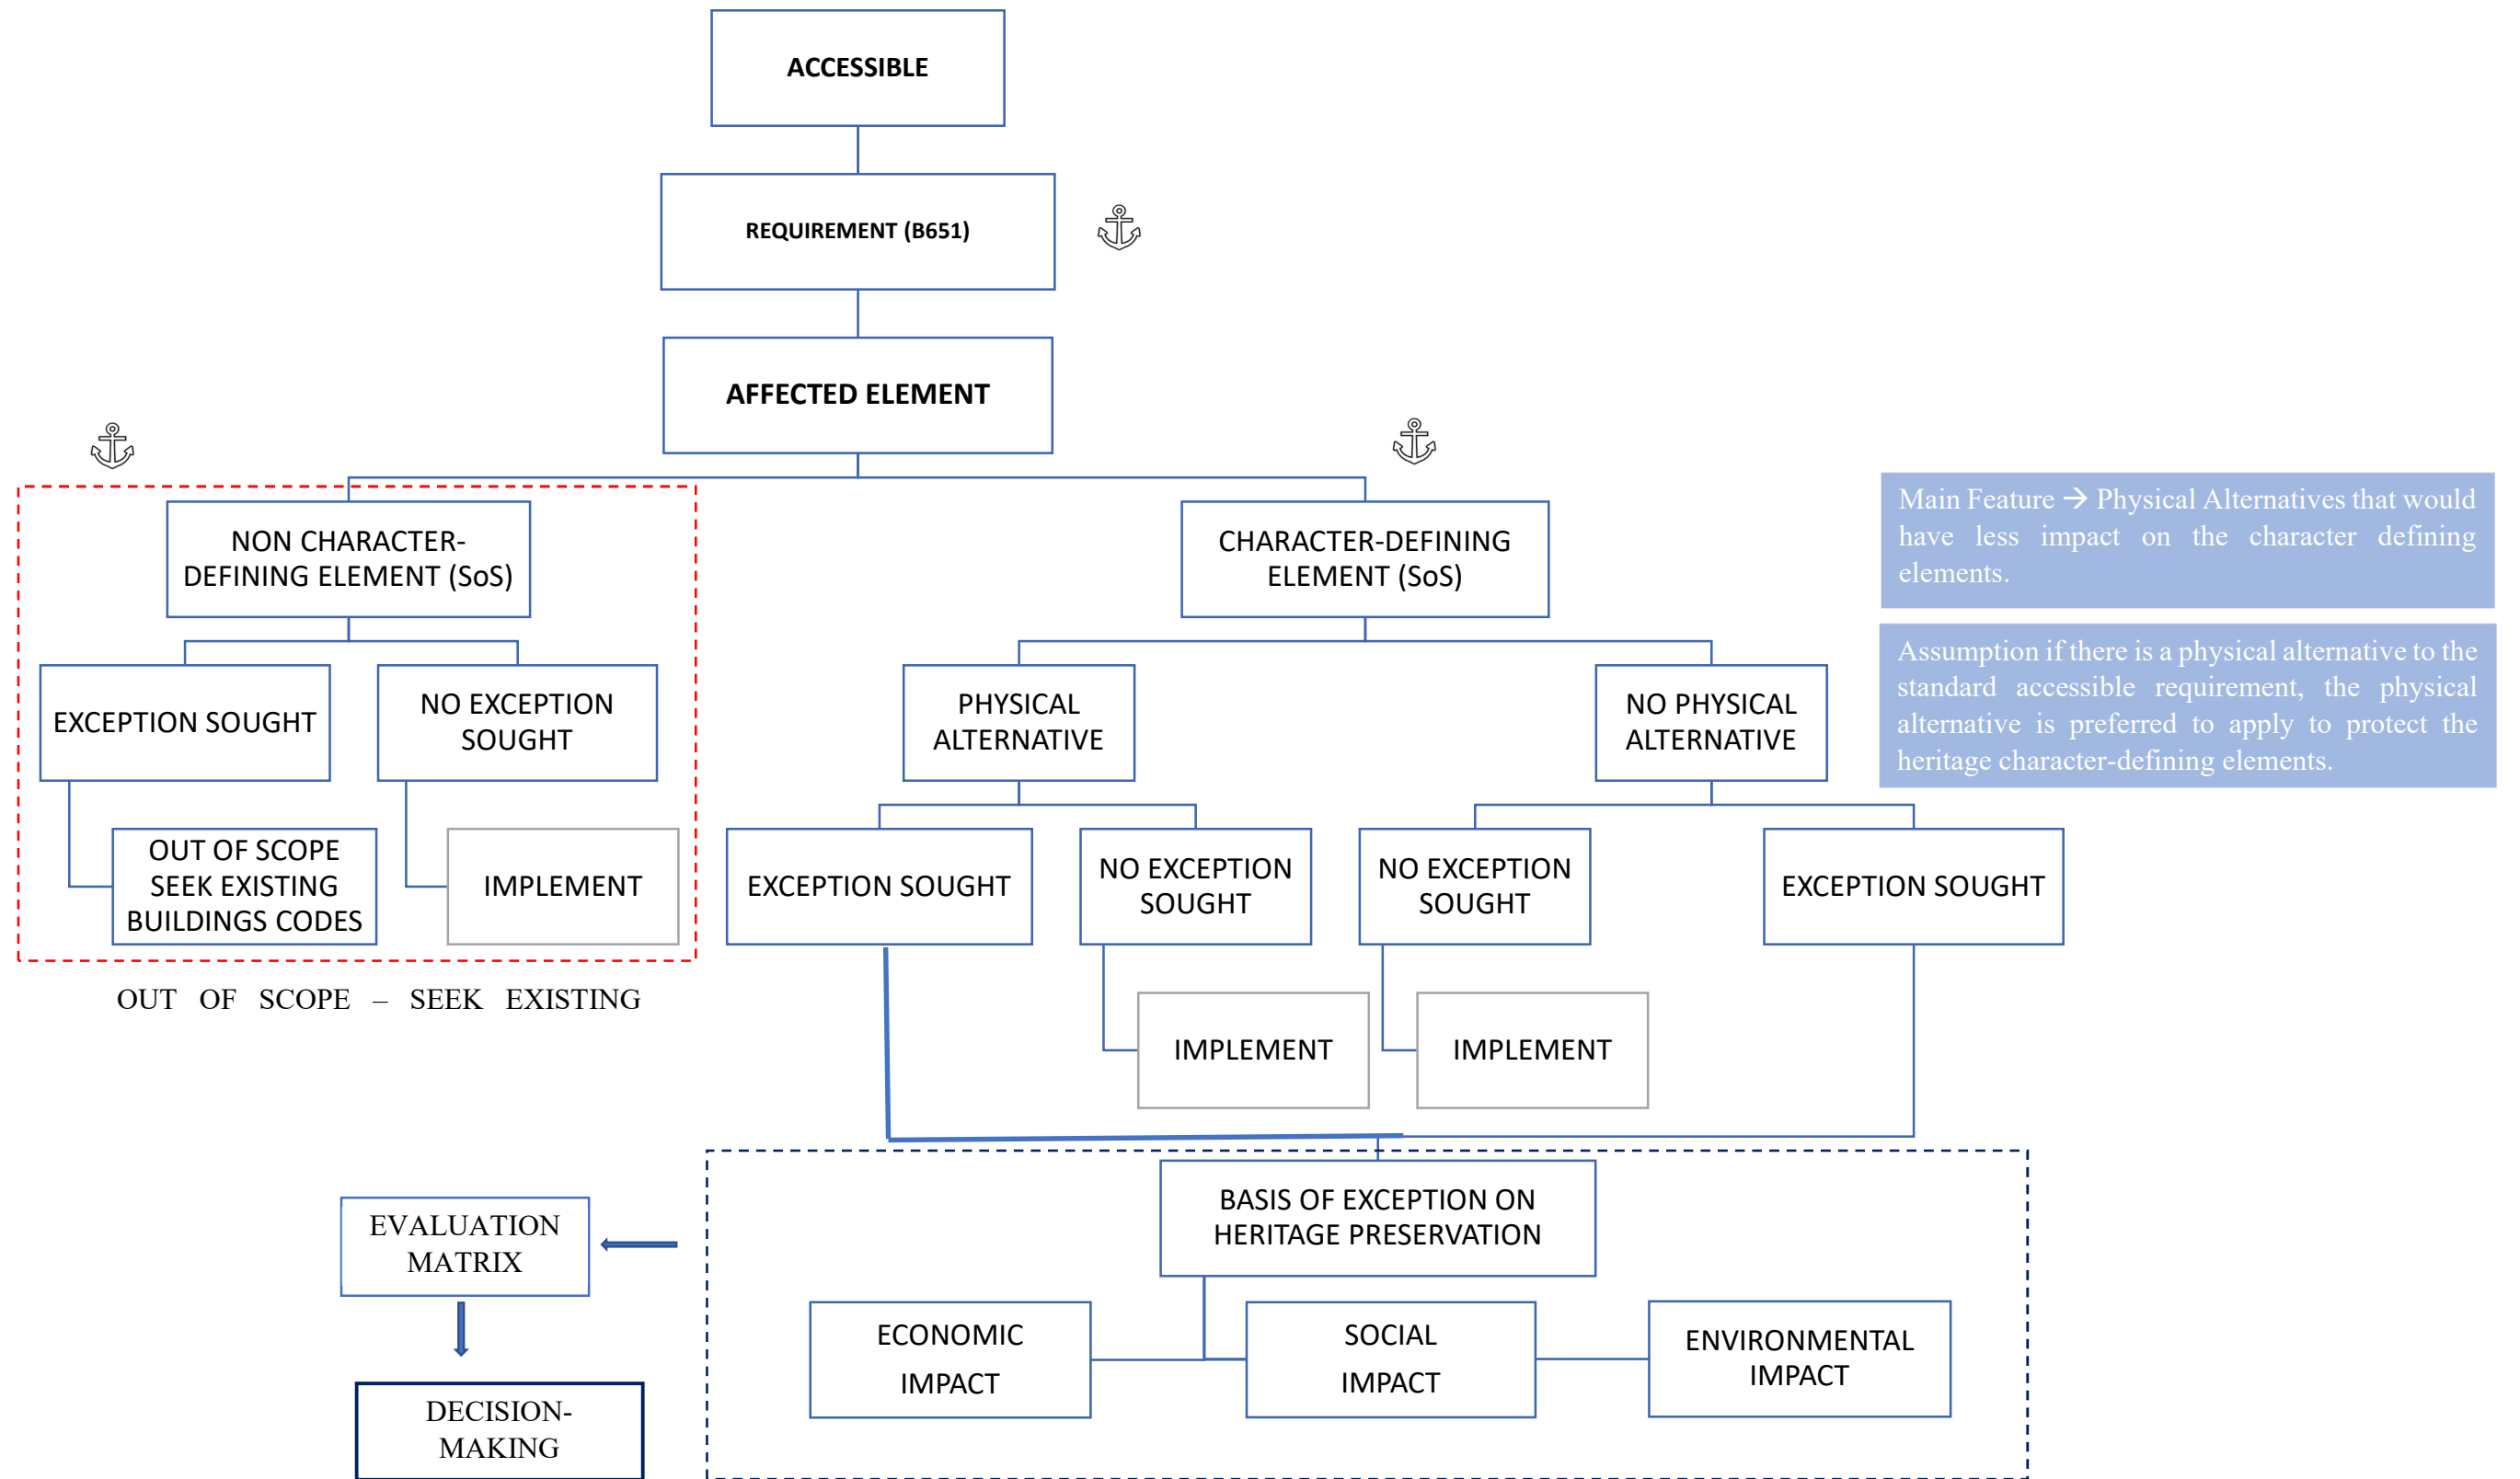 ACCESSIBLE
REQUIREMENT (B651)
AFFECTED ELEMENT
NON CHARACTER-
DEFINING ELEMENT (SoS)
CHARACTER-DEFINING
ELEMENT (SoS)
Main Feature → Physical Alternatives that would
have less impact on the character defining
elements.
Assumption if there is a physical alternative to the
standard accessible requirement, the physical
alternative is preferred to apply to protect the
heritage character-defining elements.
EXCEPTION SOUGHT
NO EXCEPTION
SOUGHT
PHYSICAL
ALTERNATIVE
NO PHYSICAL
ALTERNATIVE
OUT OF SCOPE
SEEK EXISTING
BUILDINGS CODES
IMPLEMENT
EXCEPTION SOUGHT
NO EXCEPTION
SOUGHT
NO EXCEPTION
SOUGHT
EXCEPTION SOUGHT
OUT OF SCOPE – SEEK EXISTING
IMPLEMENT
IMPLEMENT
BASIS OF EXCEPTION ON
HERITAGE PRESERVATION
EVALUATION
MATRIX
ECONOMIC
IMPACT
SOCIAL
IMPACT
ENVIRONMENTAL
IMPACT
DECISION-
MAKING